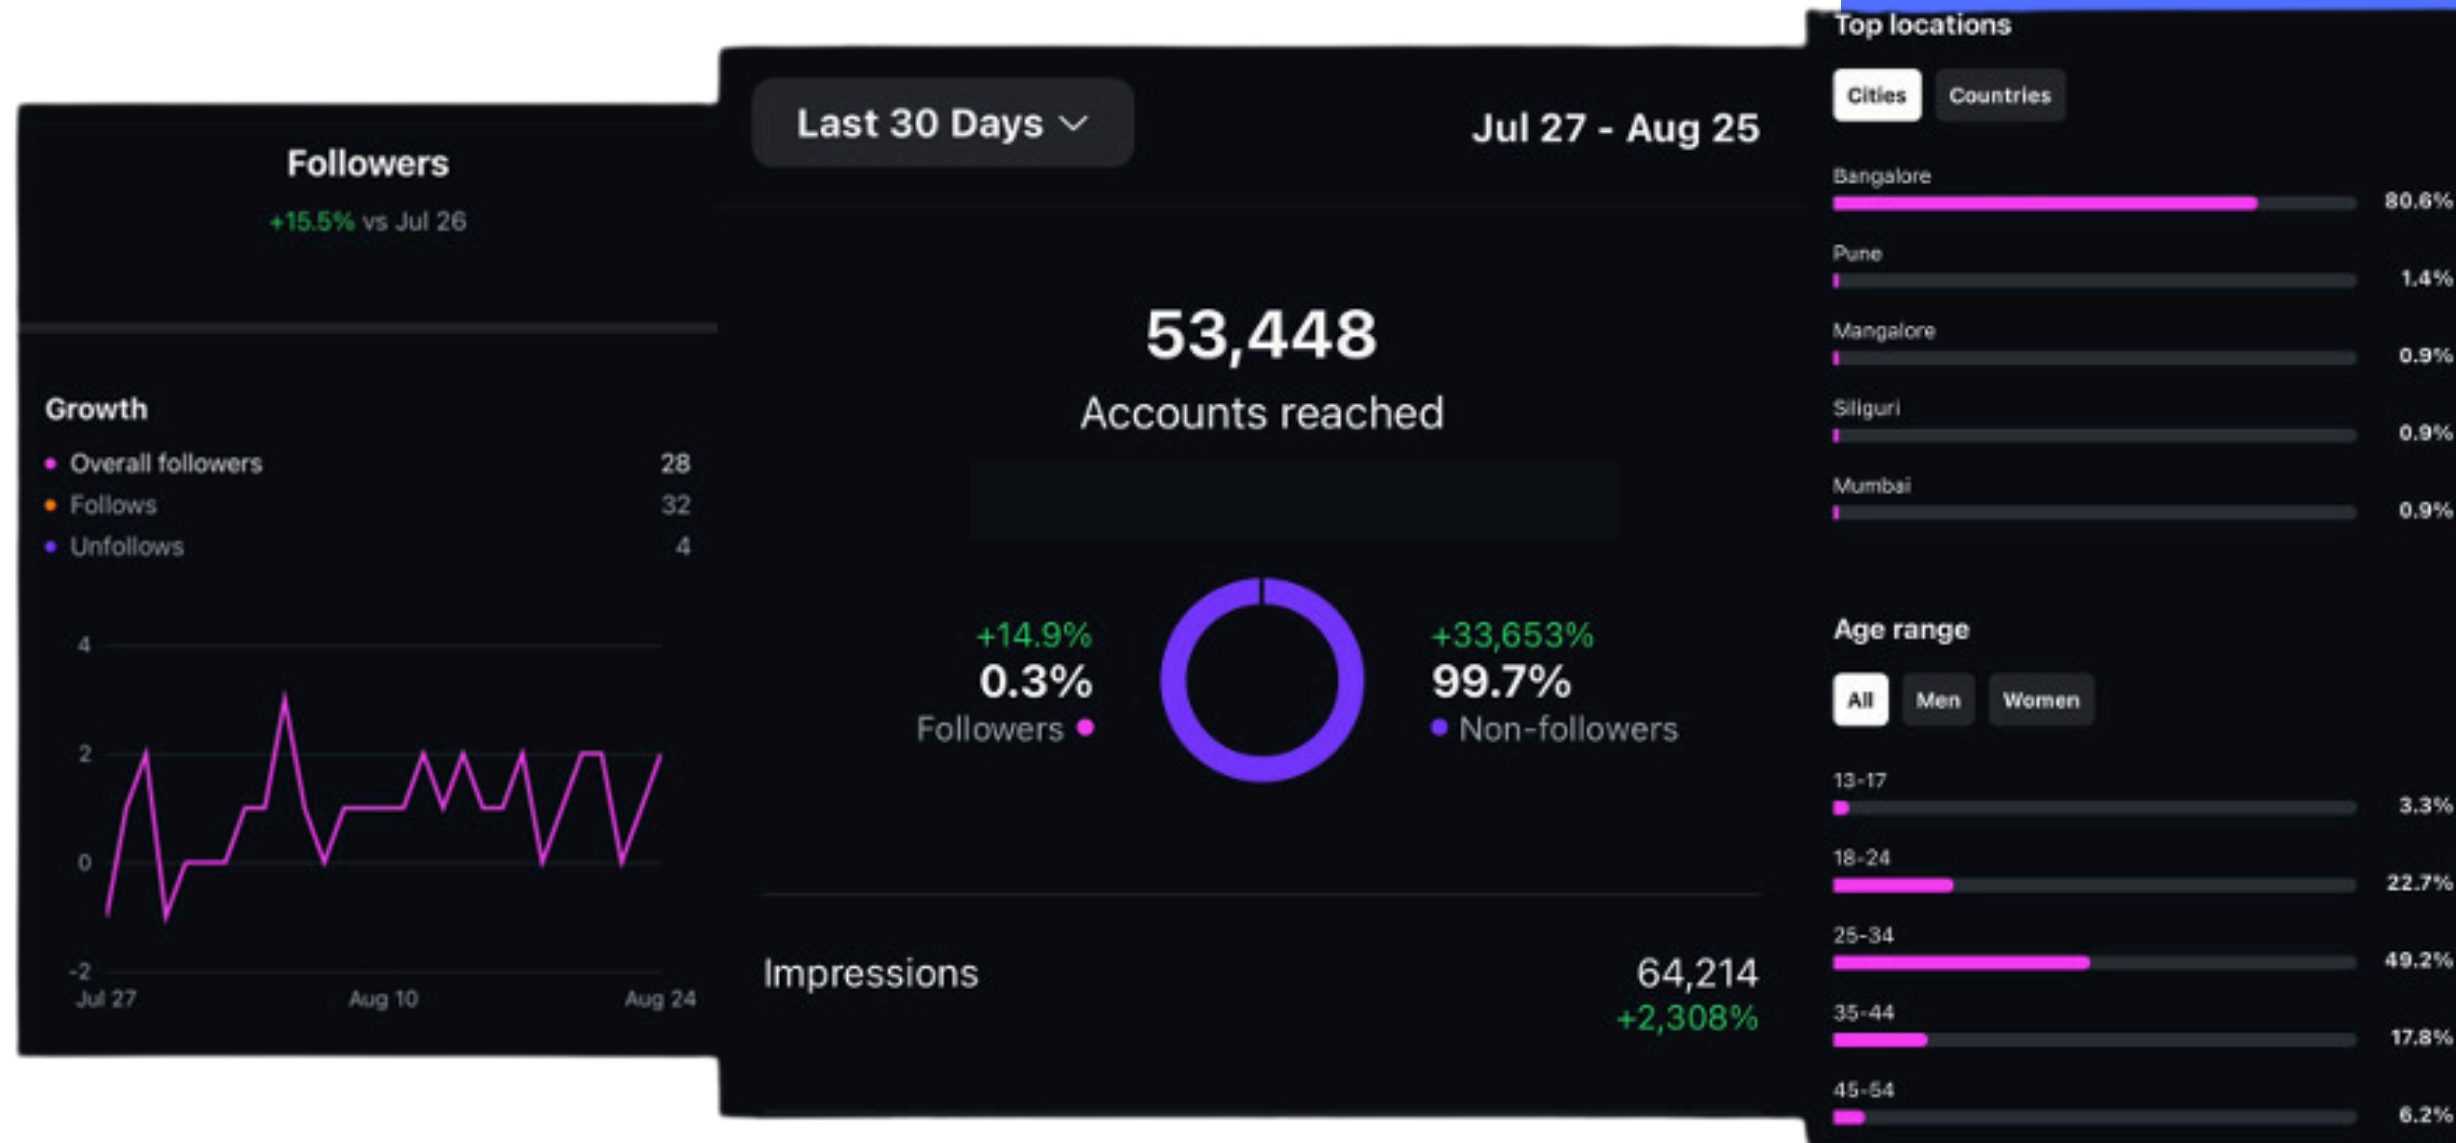 Followers
+15.5% vs Jul 26
Growth
Overall followers 28
Follows 32
Unfollows 4
4
2
0
-2
Jul 27 Aug 10 Aug 24
Last 30 Days Jul 27 - Aug 25
53,448
Accounts reached
+14.9%
0.3%
Followers
+33,653%
99.7%
Non-followers
Impressions 64,214
+2,308%
Top locations
Cities Countries
Bangalore
80.6%
Pune
1.4%
Mangalore
0.9%
Siliguri
0.9%
Mumbai
0.9%
Age range
All Men Women
13-17
3.3%
18-24
22.7%
25-34
49.2%
35-44
17.8%
45-54
6.2%